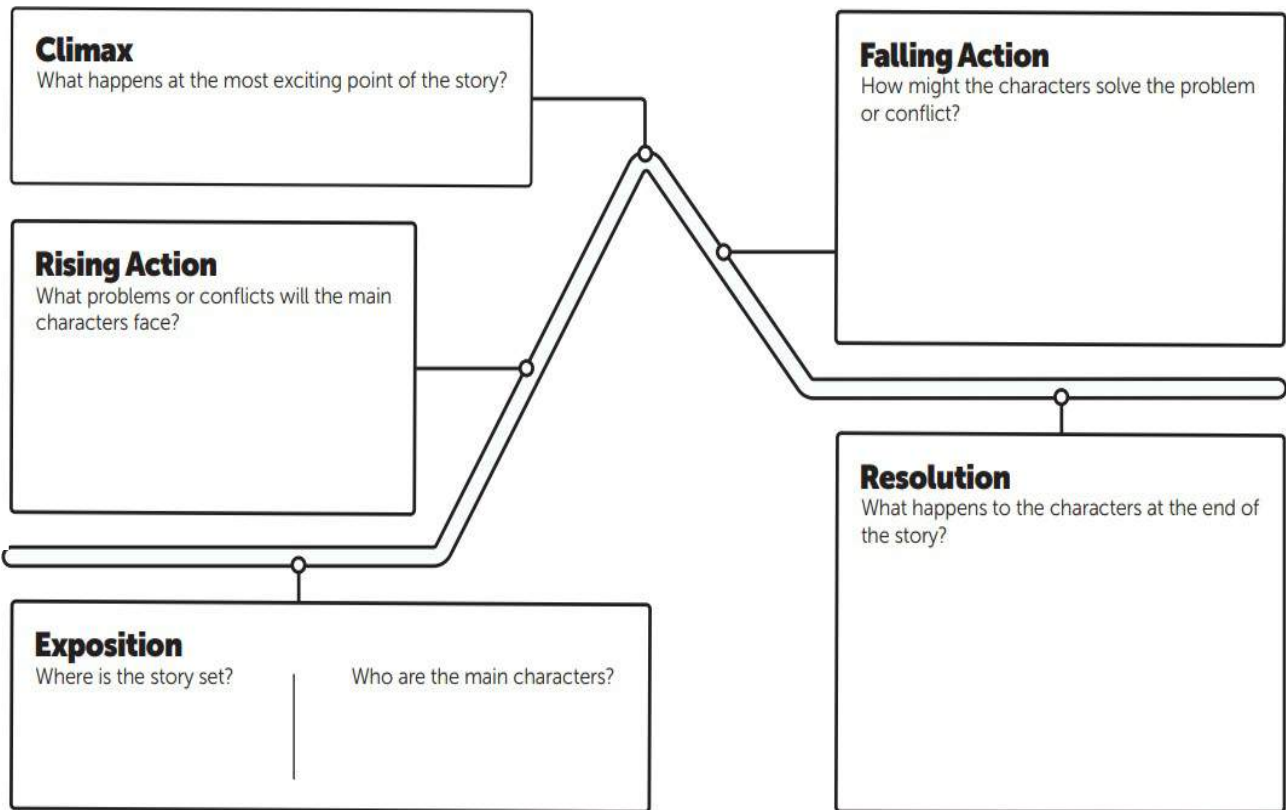 Climax
What happens at the most exciting point of the story?
Rising Action
What problems or conflicts will the main
characters face?
Exposition
Where is the story set?
Who are the main characters?
Falling Action
How might the characters solve the problem
or conflict?
Resolution
What happens to the characters at the end of
the story?